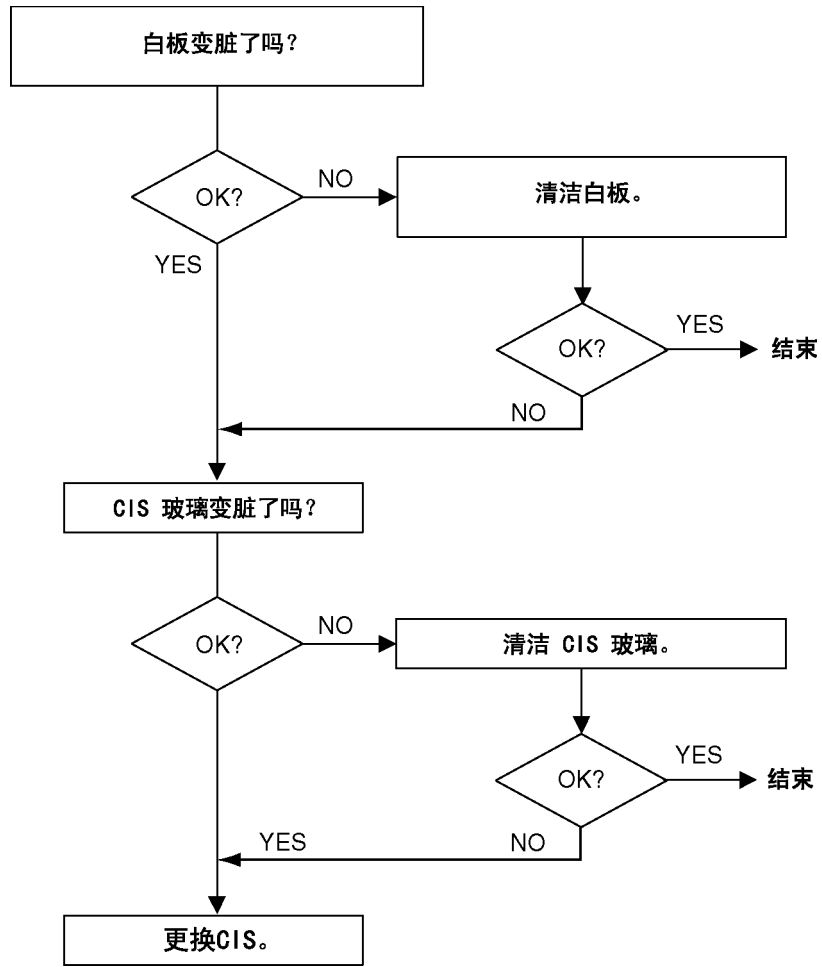 白板变脏了吗？
OK?
NO
清洁白板。
YES
OK?
YES
结束
NO
CIS 玻璃变脏了吗？
OK?
NO
清洁 CIS 玻璃。
OK?
YES
结束
YES
NO
更换CIS。